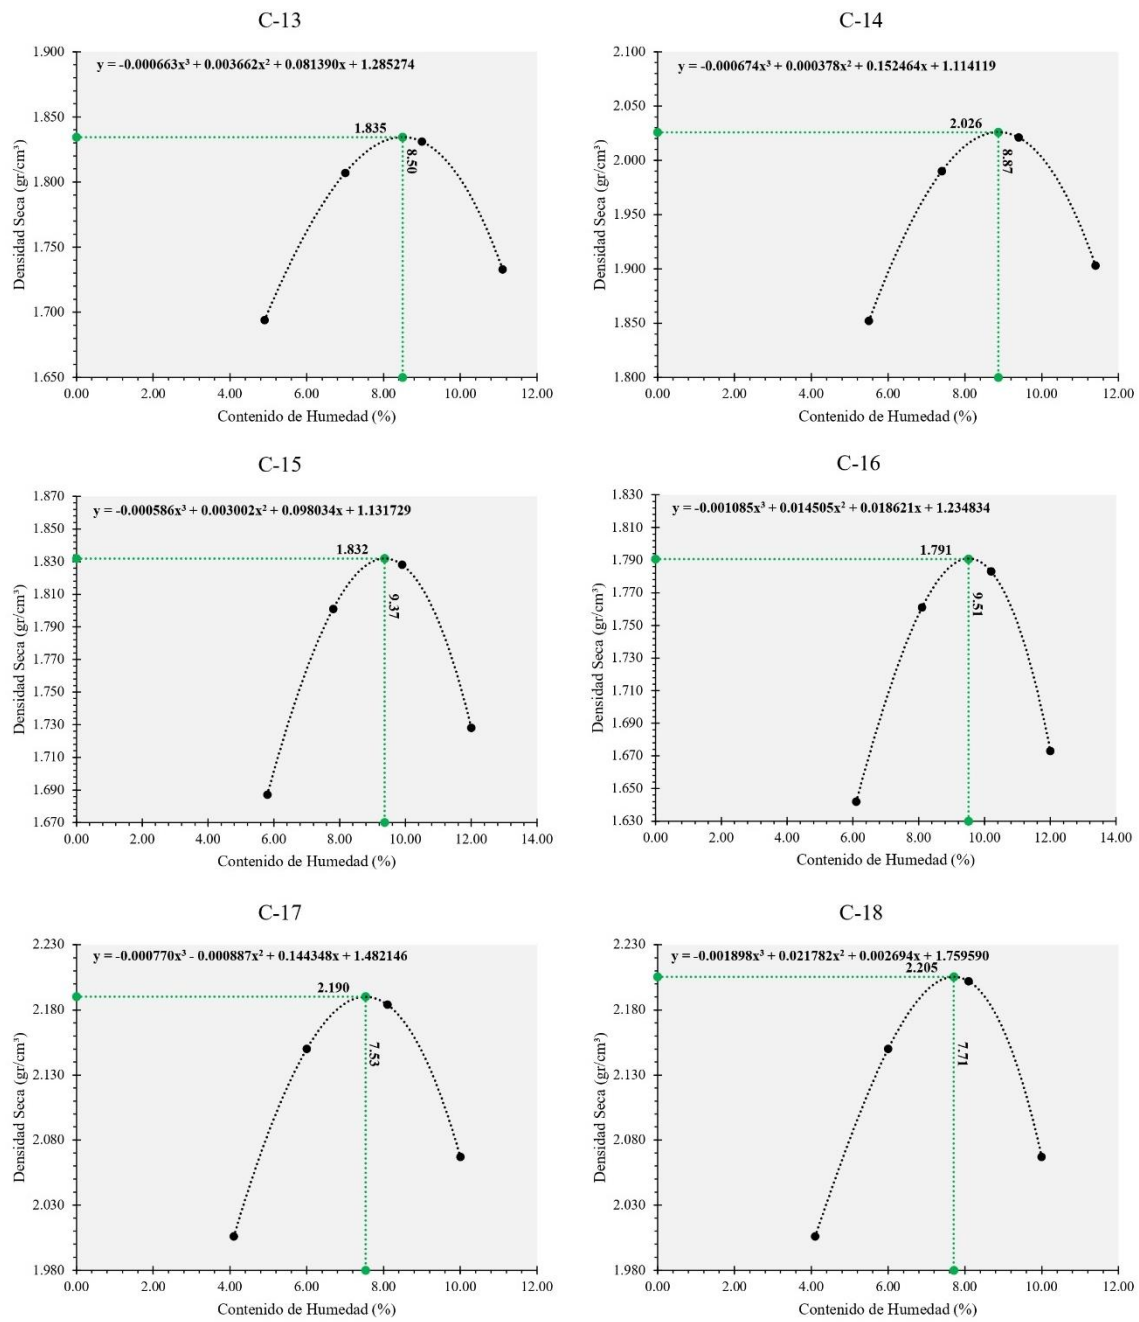 C-13
y = -0.000663x³ + 0.003662x² + 0.081390x + 1.285274
1.900
1.850
1.800
1.750
1.700
1.650
Densidad Seca (gr/cm³)
1.835
8.50
0.00 2.00 4.00 6.00 8.00 10.00 12.00
Contenido de Humedad (%)
C-14
y = -0.000674x³ + 0.000378x² + 0.152464x + 1.114119
2.100
2.050
2.000
1.950
1.900
1.850
1.800
Densidad Seca (gr/cm³)
2.026
8.87
0.00 2.00 4.00 6.00 8.00 10.00 12.00
Contenido de Humedad (%)
C-15
y = -0.000586x³ + 0.003002x² + 0.098034x + 1.131729
1.870
1.850
1.830
1.810
1.790
1.770
1.750
1.730
1.710
1.690
1.670
Densidad Seca (gr/cm³)
1.832
9.37
0.00 2.00 4.00 6.00 8.00 10.00 12.00 14.00
Contenido de Humedad (%)
C-16
y = -0.001085x³ + 0.014505x² + 0.018621x + 1.234834
1.830
1.810
1.790
1.770
1.750
1.730
1.710
1.690
1.670
1.650
1.630
Densidad Seca (gr/cm³)
1.791
9.51
0.00 2.00 4.00 6.00 8.00 10.00 12.00 14.00
Contenido de Humedad (%)
C-17
y = -0.000770x³ - 0.000887x² + 0.144348x + 1.482146
2.230
2.180
2.130
2.080
2.030
1.980
Densidad Seca (gr/cm³)
2.190
7.53
0.00 2.00 4.00 6.00 8.00 10.00 12.00
Contenido de Humedad (%)
C-18
y = -0.001898x³ + 0.021782x² + 0.002694x + 1.759590
2.230
2.180
2.130
2.080
2.030
1.980
Densidad Seca (gr/cm³)
2.205
7.71
0.00 2.00 4.00 6.00 8.00 10.00 12.00
Contenido de Humedad (%)